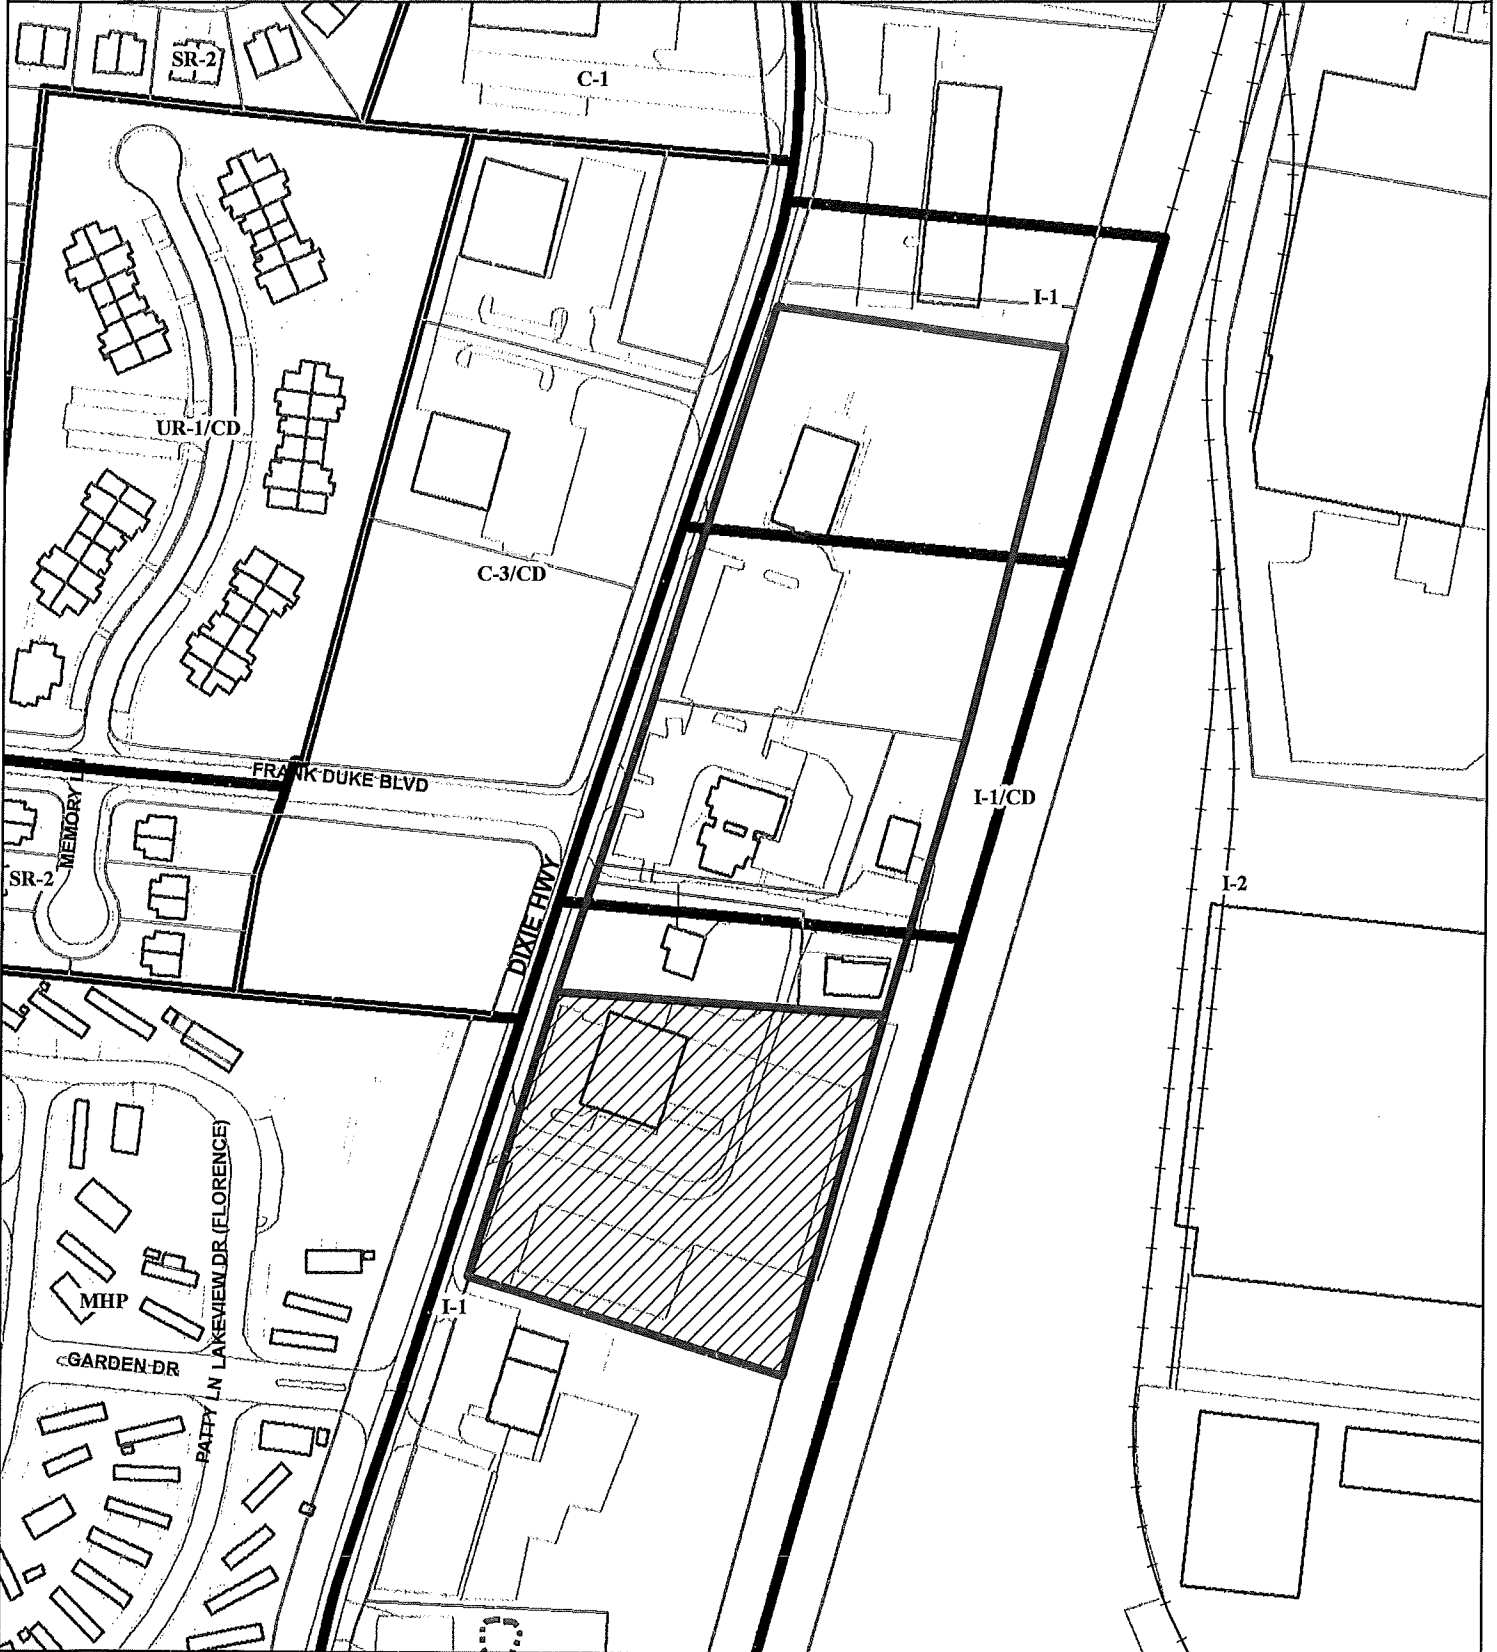 SR-2
C-1
I-1
UR-1/CD
C-3/CD
FRANK DUKE BLVD
I-1/CD
MEMORY LN
SR-2
DIXIE HWY
I-2
PATTY LN LAKEVIEW DR (FLORENCE)
MHP
I-1
GARDEN DR